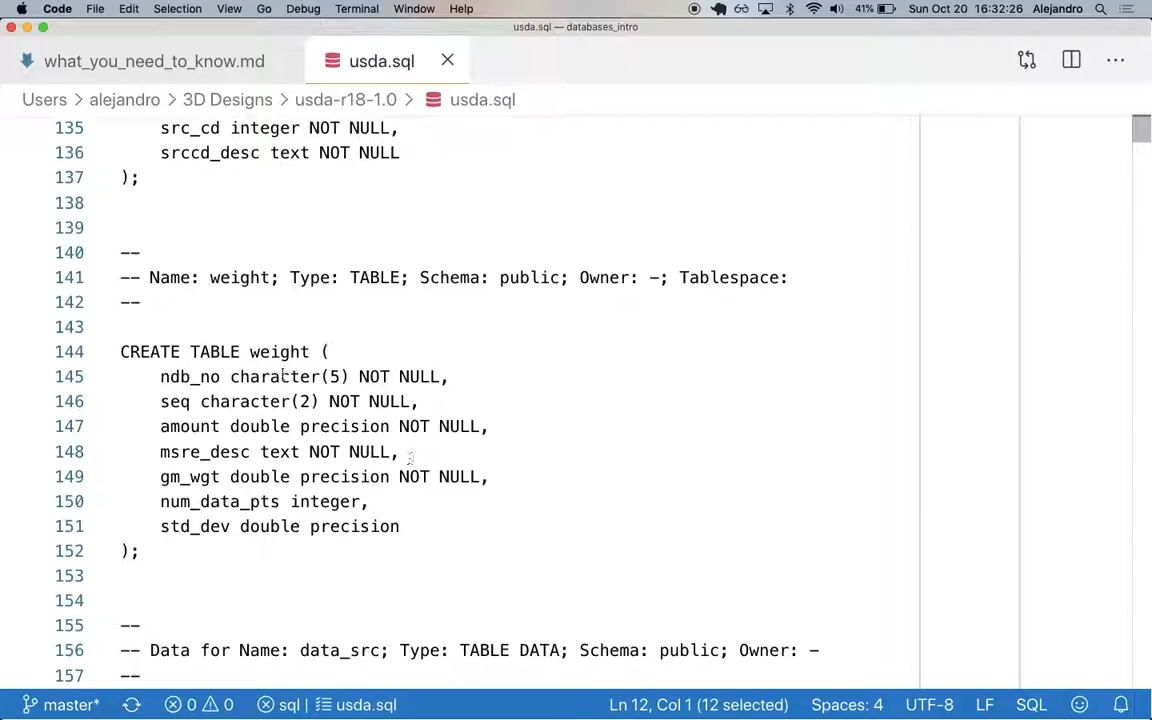 Code File Edit Selection View Go Debug Terminal Window Help 41% Sun Oct 20 16:32:26 Alejandro
usda.sql — databases_intro
what_you_need_to_know.md usda.sql
Users > alejandro > 3D Designs > usda-r18-1.0 > usda.sql
135 src_cd integer NOT NULL,
136 srccd_desc text NOT NULL
137 );
138
139
140 --
141 -- Name: weight; Type: TABLE; Schema: public; Owner: -; Tablespace:
142 --
143
144 CREATE TABLE weight (
145 ndb_no character(5) NOT NULL,
146 seq character(2) NOT NULL,
147 amount double precision NOT NULL,
148 msre_desc text NOT NULL,
149 gm_wgt double precision NOT NULL,
150 num_data_pts integer,
151 std_dev double precision
152 );
153
154
155 --
156 -- Data for Name: data_src; Type: TABLE DATA; Schema: public; Owner: -
157 --
master* 0 0 sql | usda.sql Ln 12, Col 1 (12 selected) Spaces: 4 UTF-8 LF SQL